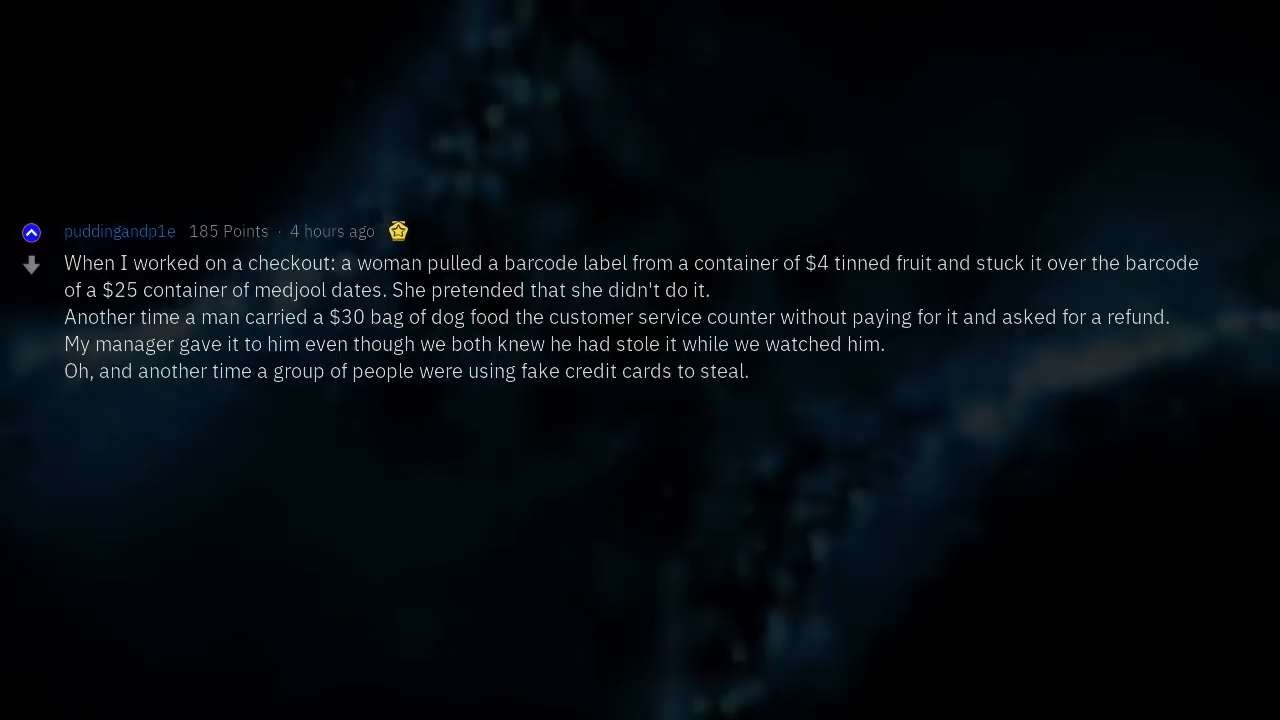 puddingandp1e 185 Points · 4 hours ago
When I worked on a checkout: a woman pulled a barcode label from a container of $4 tinned fruit and stuck it over the barcode
of a $25 container of medjool dates. She pretended that she didn't do it.
Another time a man carried a $30 bag of dog food the customer service counter without paying for it and asked for a refund.
My manager gave it to him even though we both knew he had stole it while we watched him.
Oh, and another time a group of people were using fake credit cards to steal.